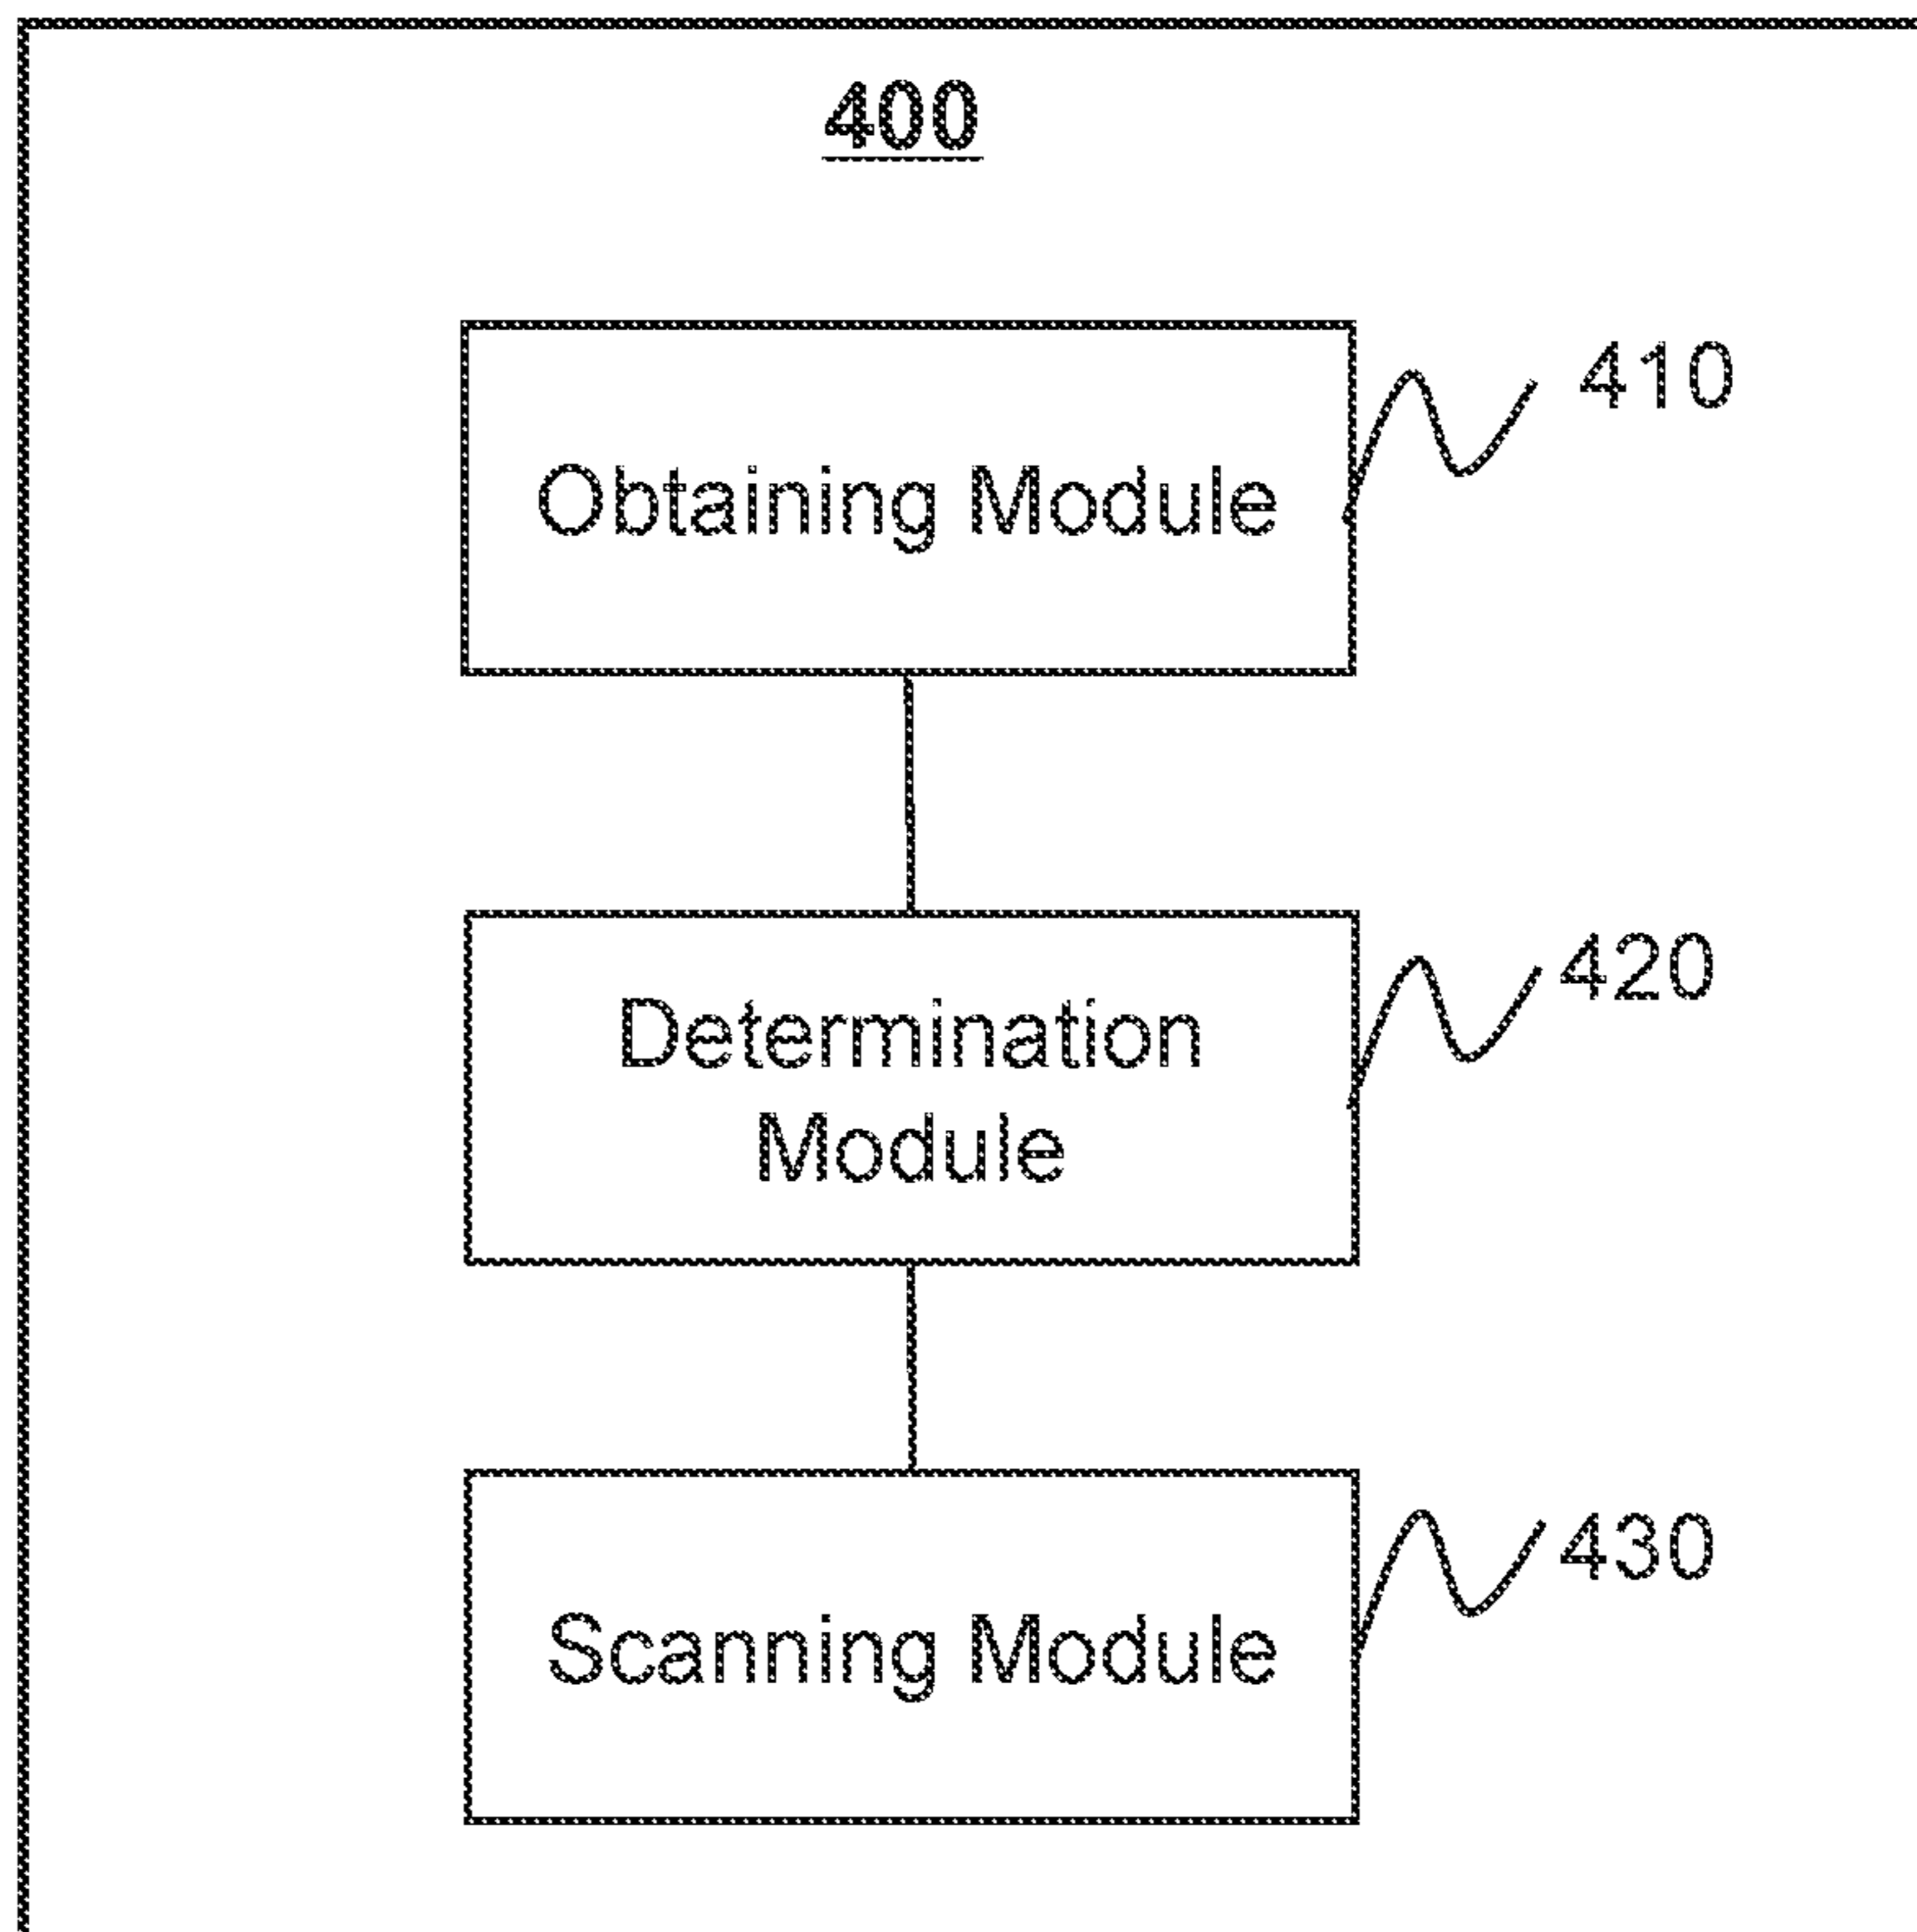 400
410
Obtaining Module
420
Determination
Module
430
Scanning Module